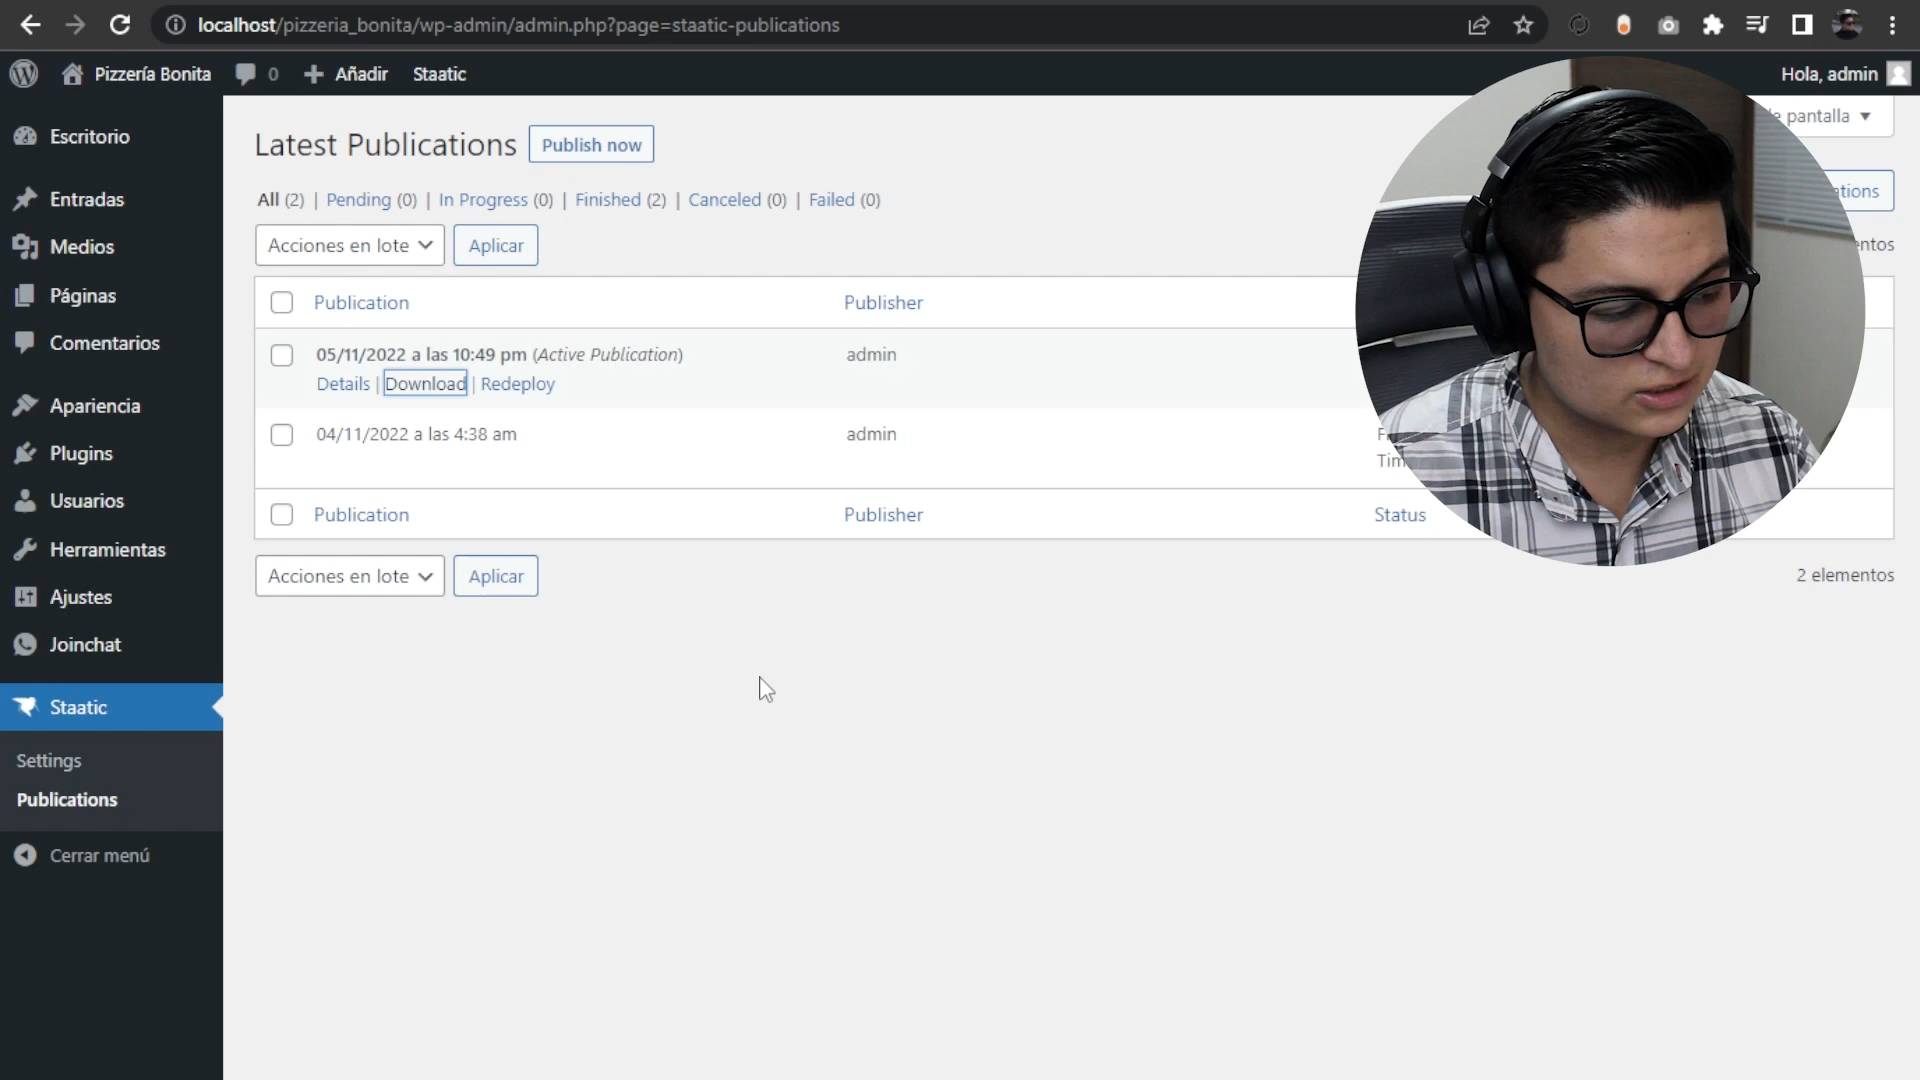 localhost/pizzeria_bonita/wp-admin/admin.php?page=staatic-publications
Pizzería Bonita 0 Añadir Staatic Hola, admin
Escritorio
Entradas
Medios
Páginas
Comentarios
Apariencia
Plugins
Usuarios
Herramientas
Ajustes
Joinchat
Staatic
Settings
Publications
Cerrar menú
pantalla
Latest Publications Publish now
All (2) | Pending (0) | In Progress (0) | Finished (2) | Canceled (0) | Failed (0)
Acciones en lote Aplicar
Publication Publisher
05/11/2022 a las 10:49 pm (Active Publication) admin
Details | Download | Redeploy
04/11/2022 a las 4:38 am admin
Publication Publisher Status
Acciones en lote Aplicar 2 elementos